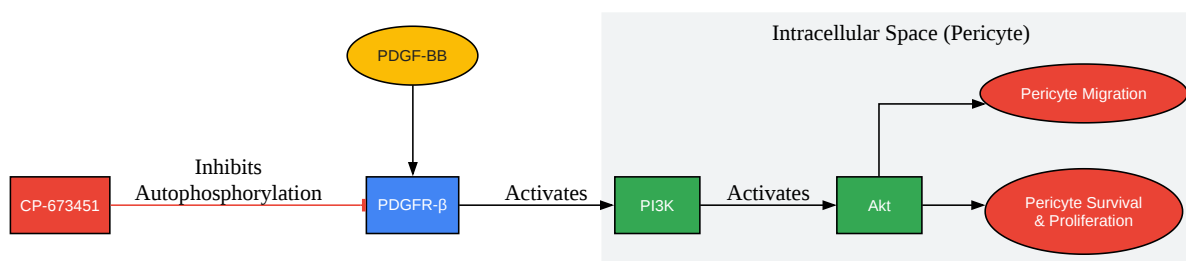 Intracellular Space (Pericyte)
PDGF-BB
Pericyte Migration
Inhibits
Autophosphorylation
CP-673451
PDGFR-β
Activates
PI3K
Activates
Akt
Pericyte Survival
& Proliferation